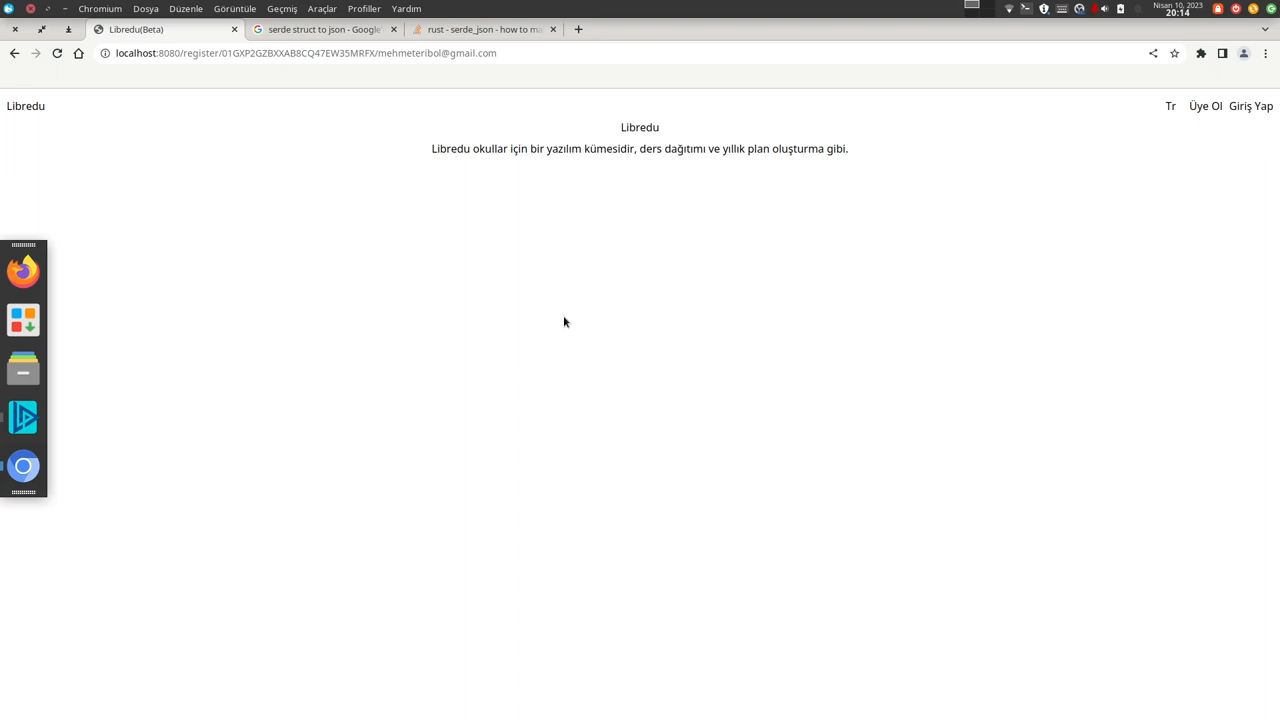 Chromium Dosya Düzenle Görüntüle Geçmiş Araçlar Profiller Yardım
Nisan 10, 2023
20:14
Libredu(Beta)
serde struct to json - Google'
rust - serde_json - how to ma
localhost:8080/register/01GXP2GZBXXAB8CQ47EW35MRFX/mehmeteribol@gmail.com
Libredu
Tr Üye Ol Giriş Yap
Libredu
Libredu okullar için bir yazılım kümesidir, ders dağıtımı ve yıllık plan oluşturma gibi.